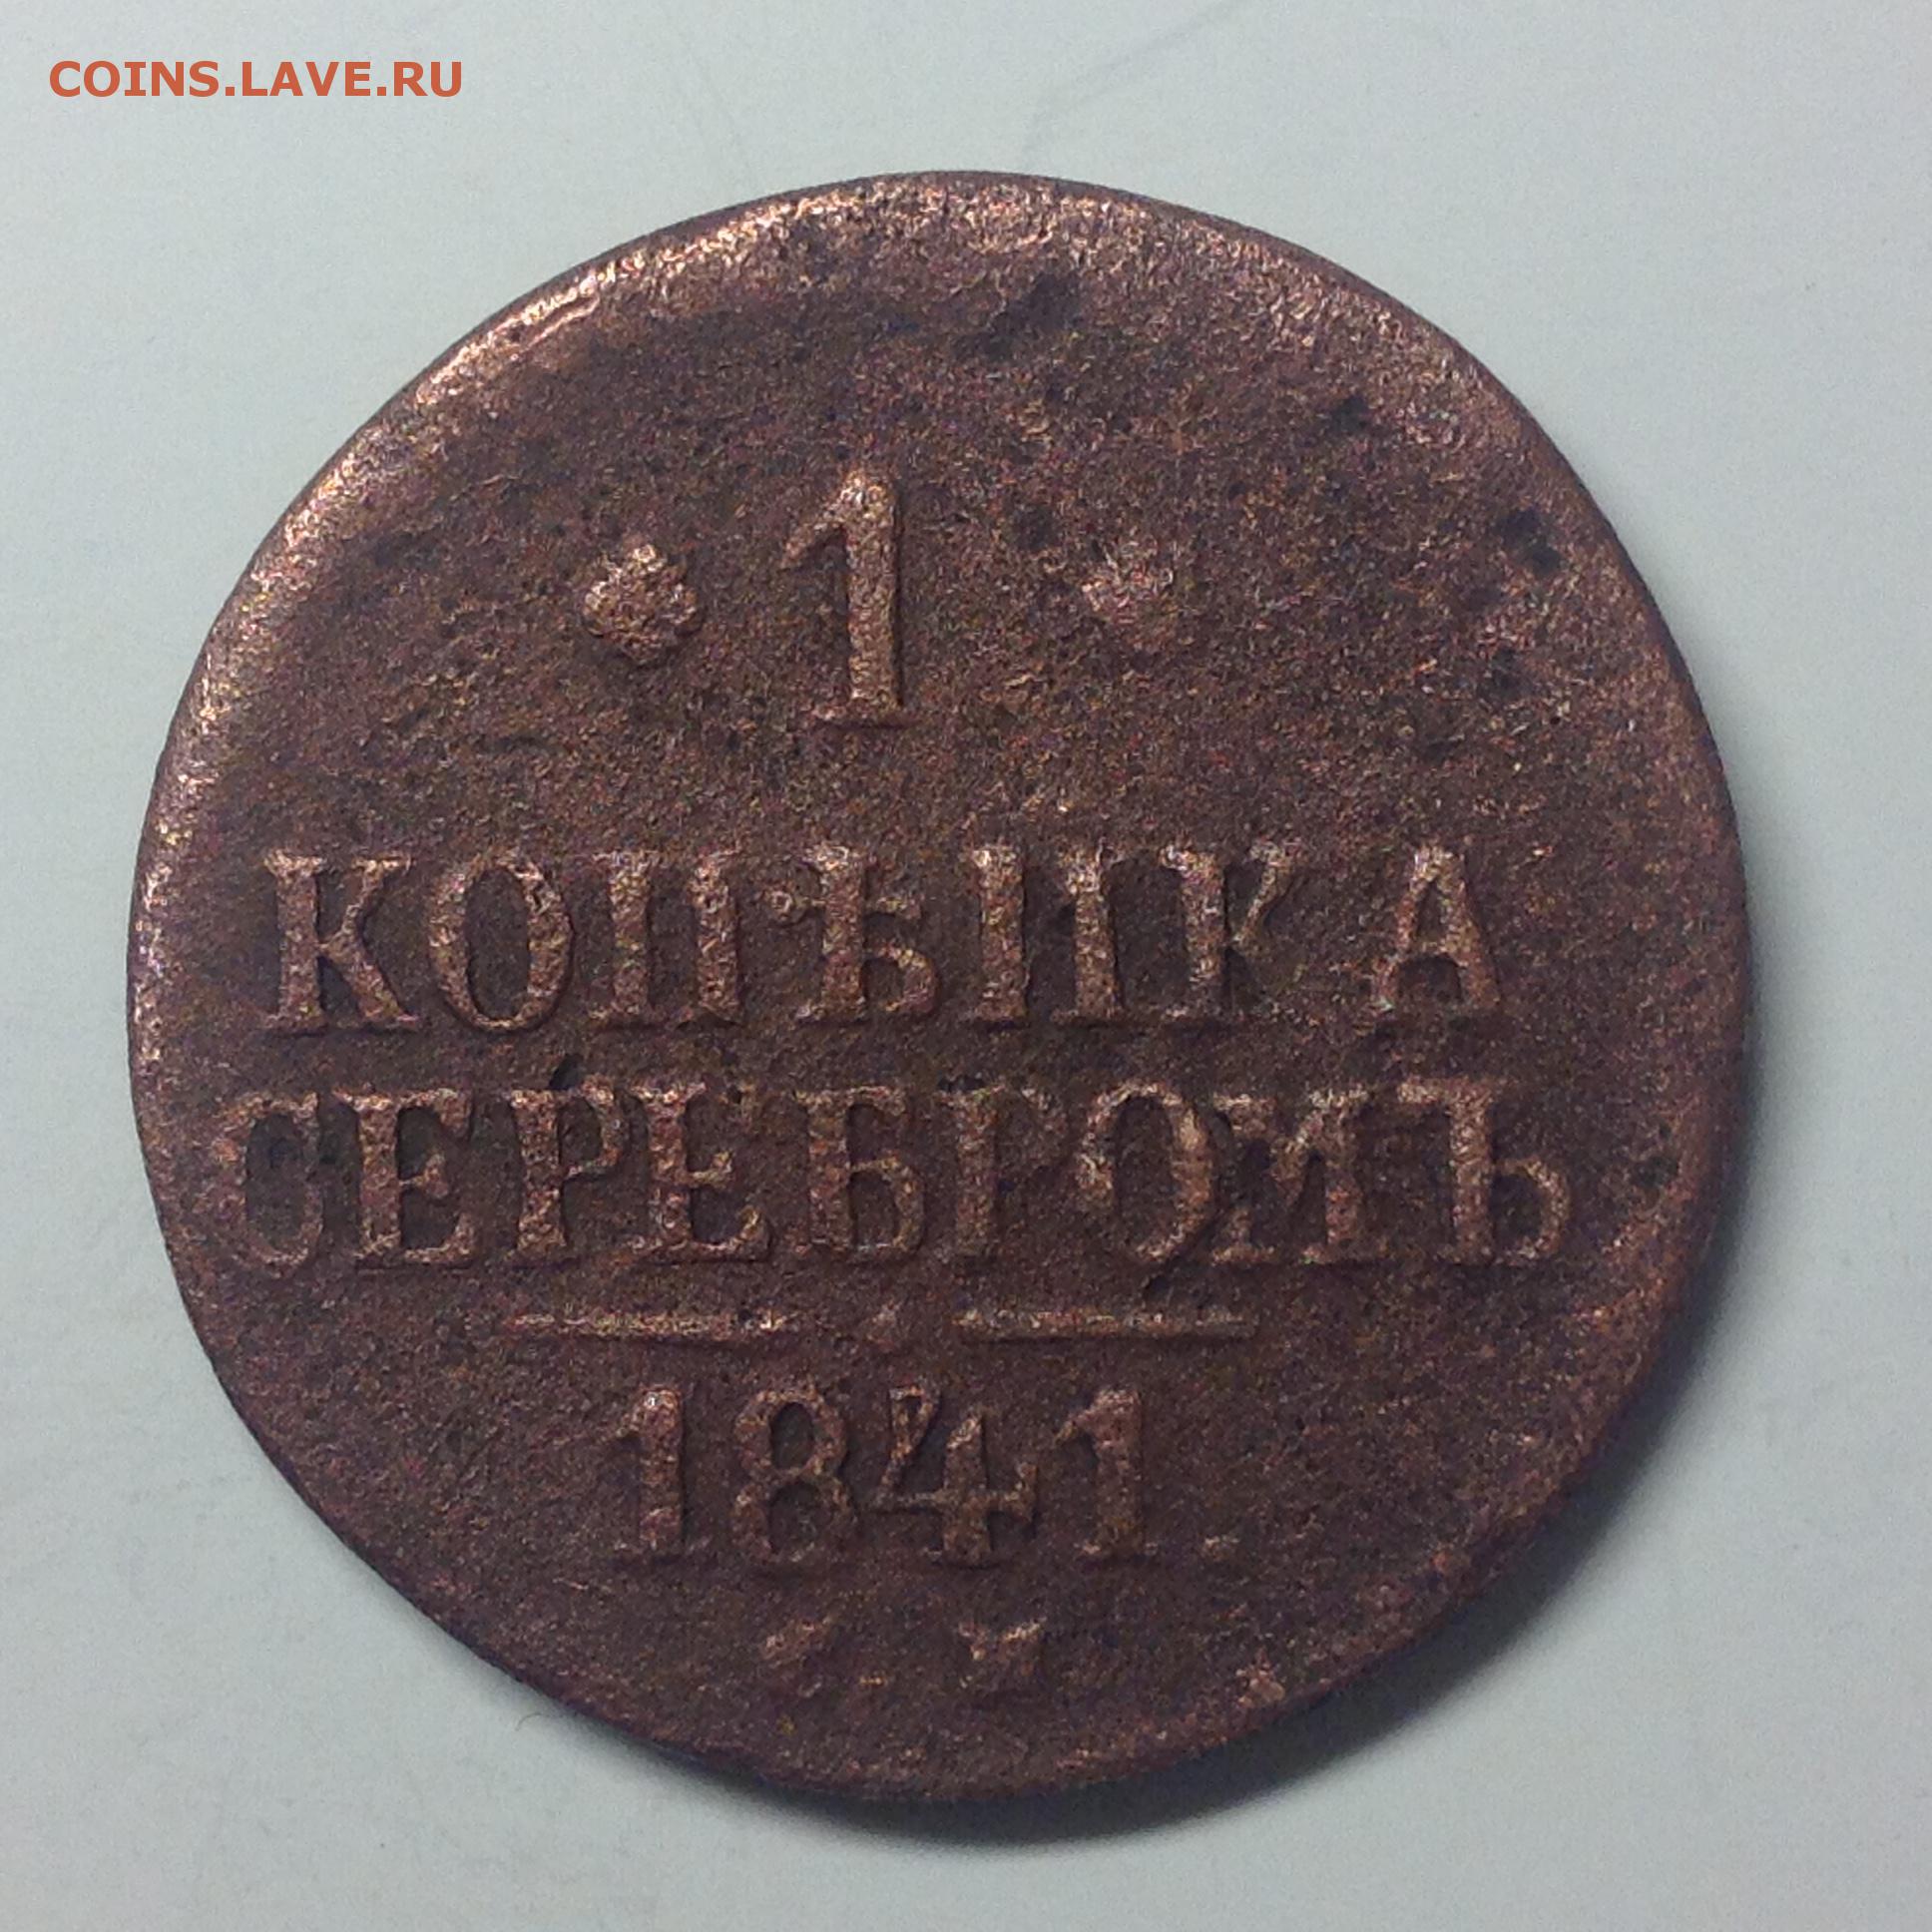 COINS.LAVE.RU
1
КОПѢЙКА
СЕРЕБРОМЪ
1841.